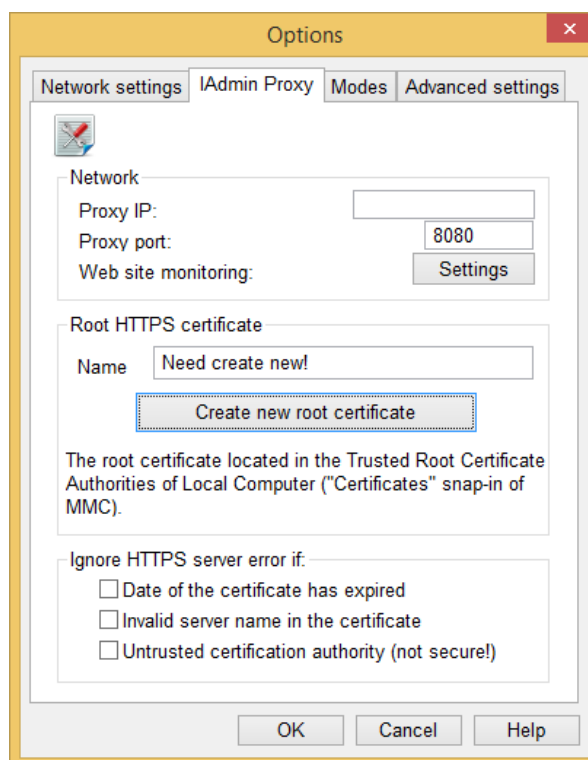 Options
Network settings IAdmin Proxy Modes Advanced settings
Network
Proxy IP:
Proxy port: 8080
Web site monitoring: Settings
Root HTTPS certificate
Name Need create new!
Create new root certificate
The root certificate located in the Trusted Root Certificate
Authorities of Local Computer ("Certificates" snap-in of
MMC).
Ignore HTTPS server error if:
Date of the certificate has expired
Invalid server name in the certificate
Untrusted certification authority (not secure!)
OK Cancel Help